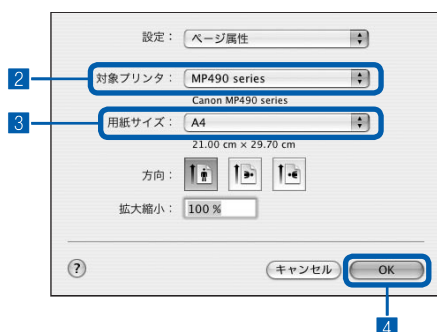 設定： ページ属性
2 対象プリンタ： MP490 series
Canon MP490 series
3 用紙サイズ： A4
21.00 cm × 29.70 cm
方向：
拡大縮小： 100 %
? キャンセル OK
4